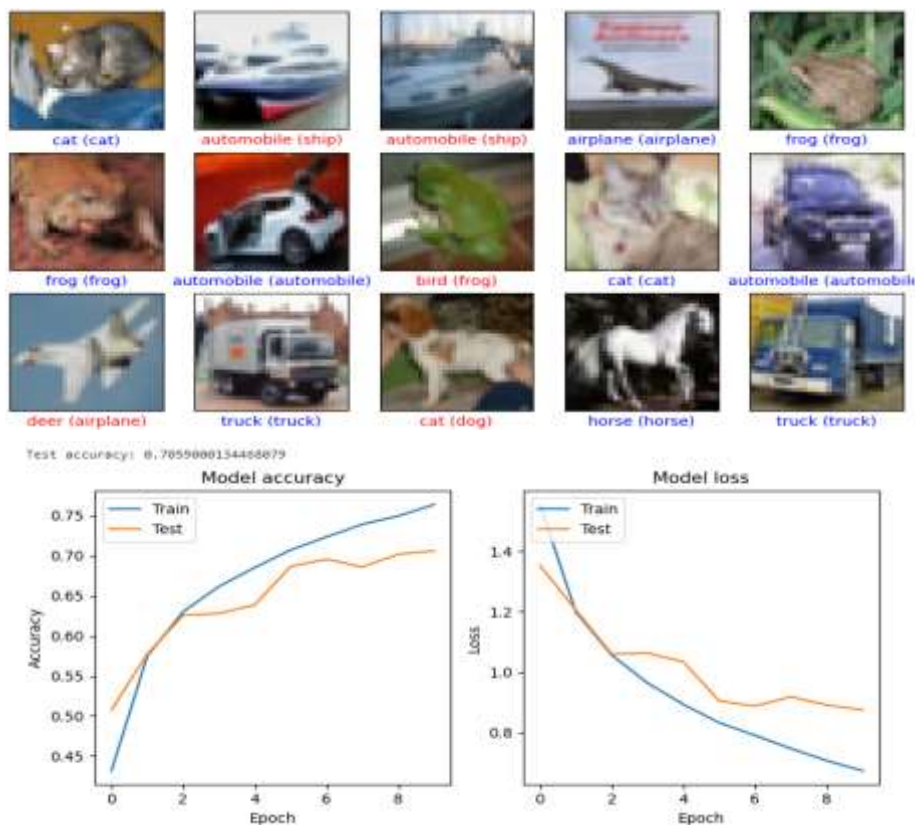 cat (cat) automobile (ship) automobile (ship) airplane (airplane) frog (frog)
frog (frog) automobile (automobile) bird (frog) cat (cat) automobile (automobile
deer (airplane) truck (truck) cat (dog) horse (horse) truck (truck)
Test accuracy: 0.7059000134468079
Model accuracy
Train
Test
0.75
0.70
0.65
0.60
0.55
0.50
0.45
Accuracy
0 2 4 6 8
Epoch
Model loss
Train
Test
1.4
1.2
1.0
0.8
Loss
0 2 4 6 8
Epoch